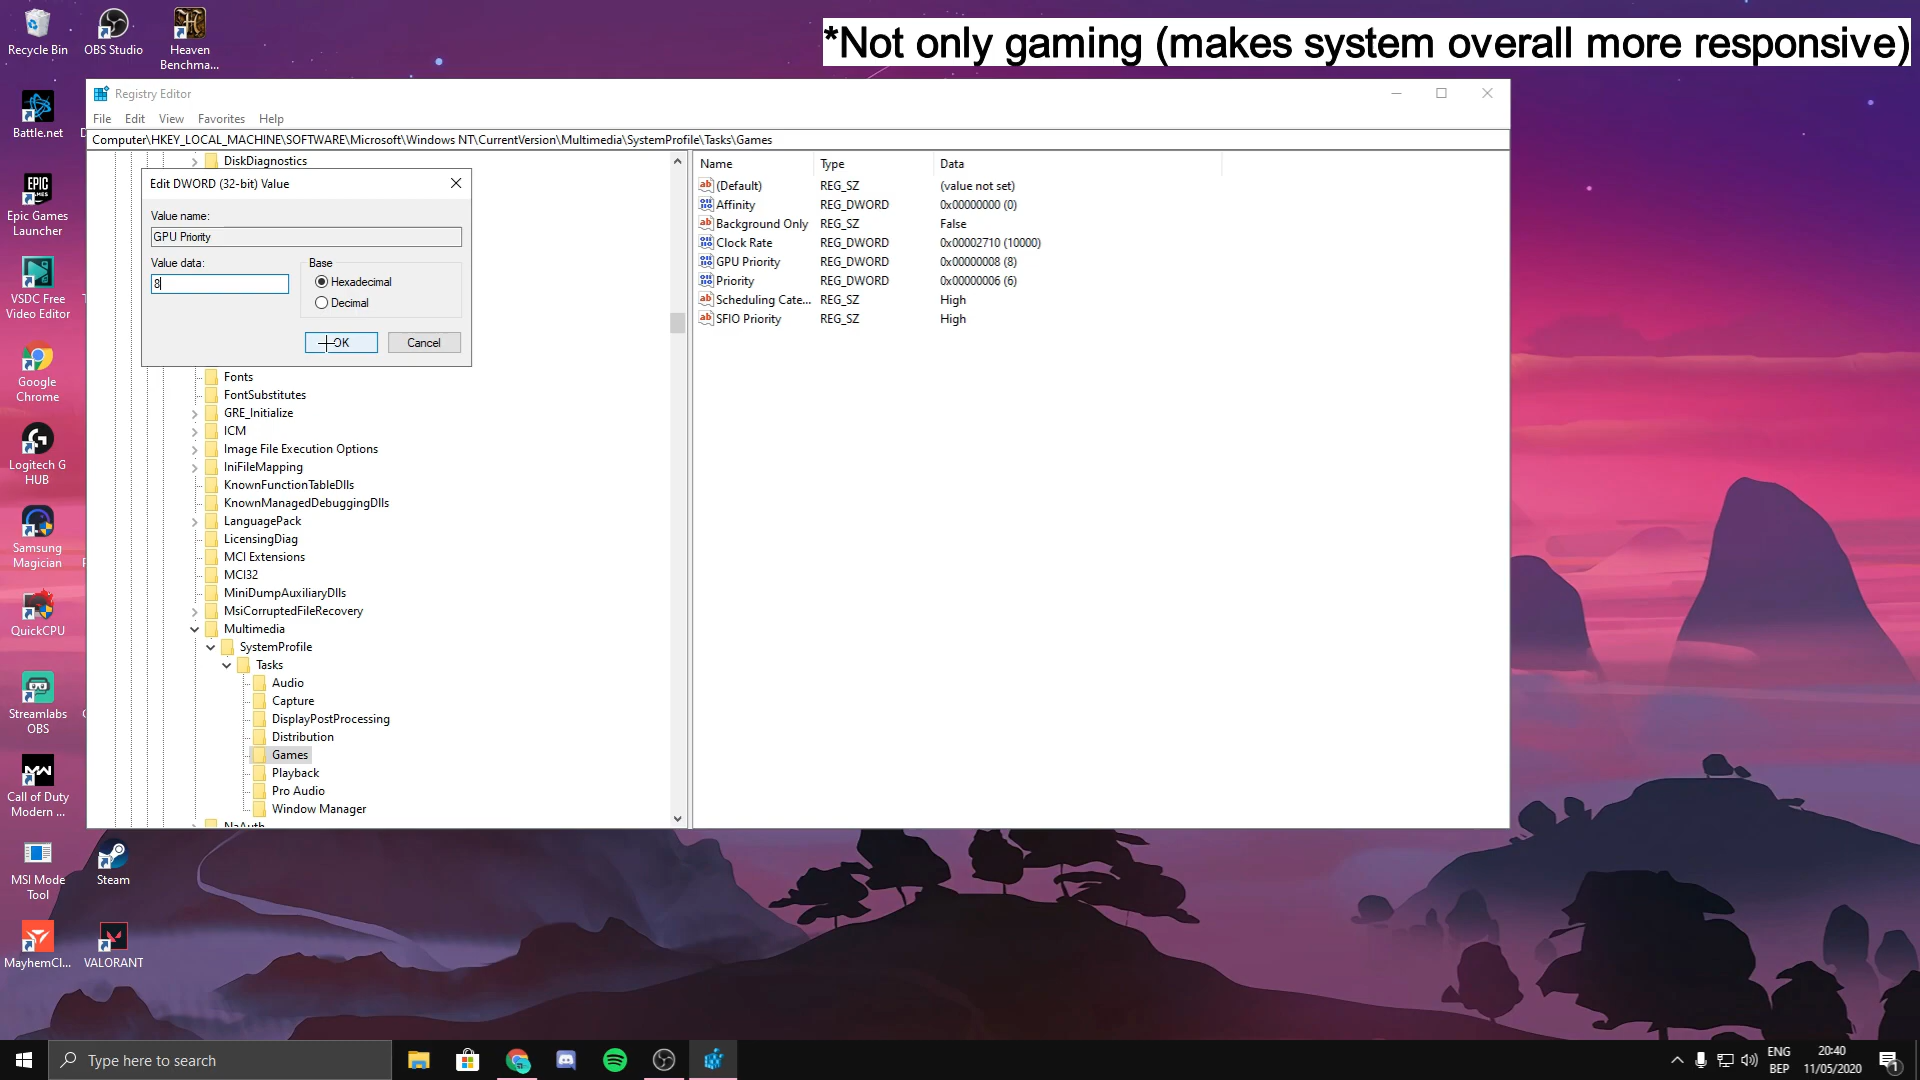 *Not only gaming (makes system overall more responsive)
Recycle Bin
OBS Studio
Heaven
Benchma...
Battle.net
Epic Games
Launcher
VSDC Free
Video Editor
Google
Chrome
Logitech G
HUB
Samsung
Magician
QuickCPU
Streamlabs
OBS
Call of Duty
Modern ...
MSI Mode
Tool
Steam
MayhemCl...
VALORANT
Registry Editor
File Edit View Favorites Help
Computer\HKEY_LOCAL_MACHINE\SOFTWARE\Microsoft\Windows NT\CurrentVersion\Multimedia\SystemProfile\Tasks\Games
DiskDiagnostics
Edit DWORD (32-bit) Value
Value name:
GPU Priority
Value data:
8
Base
Hexadecimal
Decimal
OK
Cancel
Fonts
FontSubstitutes
GRE_Initialize
ICM
Image File Execution Options
IniFileMapping
KnownFunctionTableDlls
KnownManagedDebuggingDlls
LanguagePack
LicensingDiag
MCI Extensions
MCI32
MiniDumpAuxiliaryDlls
MsiCorruptedFileRecovery
Multimedia
SystemProfile
Tasks
Audio
Capture
DisplayPostProcessing
Distribution
Games
Playback
Pro Audio
Window Manager
Name Type Data
(Default) REG_SZ (value not set)
Affinity REG_DWORD 0x00000000 (0)
Background Only REG_SZ False
Clock Rate REG_DWORD 0x00002710 (10000)
GPU Priority REG_DWORD 0x00000008 (8)
Priority REG_DWORD 0x00000006 (6)
Scheduling Cate... REG_SZ High
SFIO Priority REG_SZ High
Type here to search
ENG
BEP
20:40
11/05/2020
1